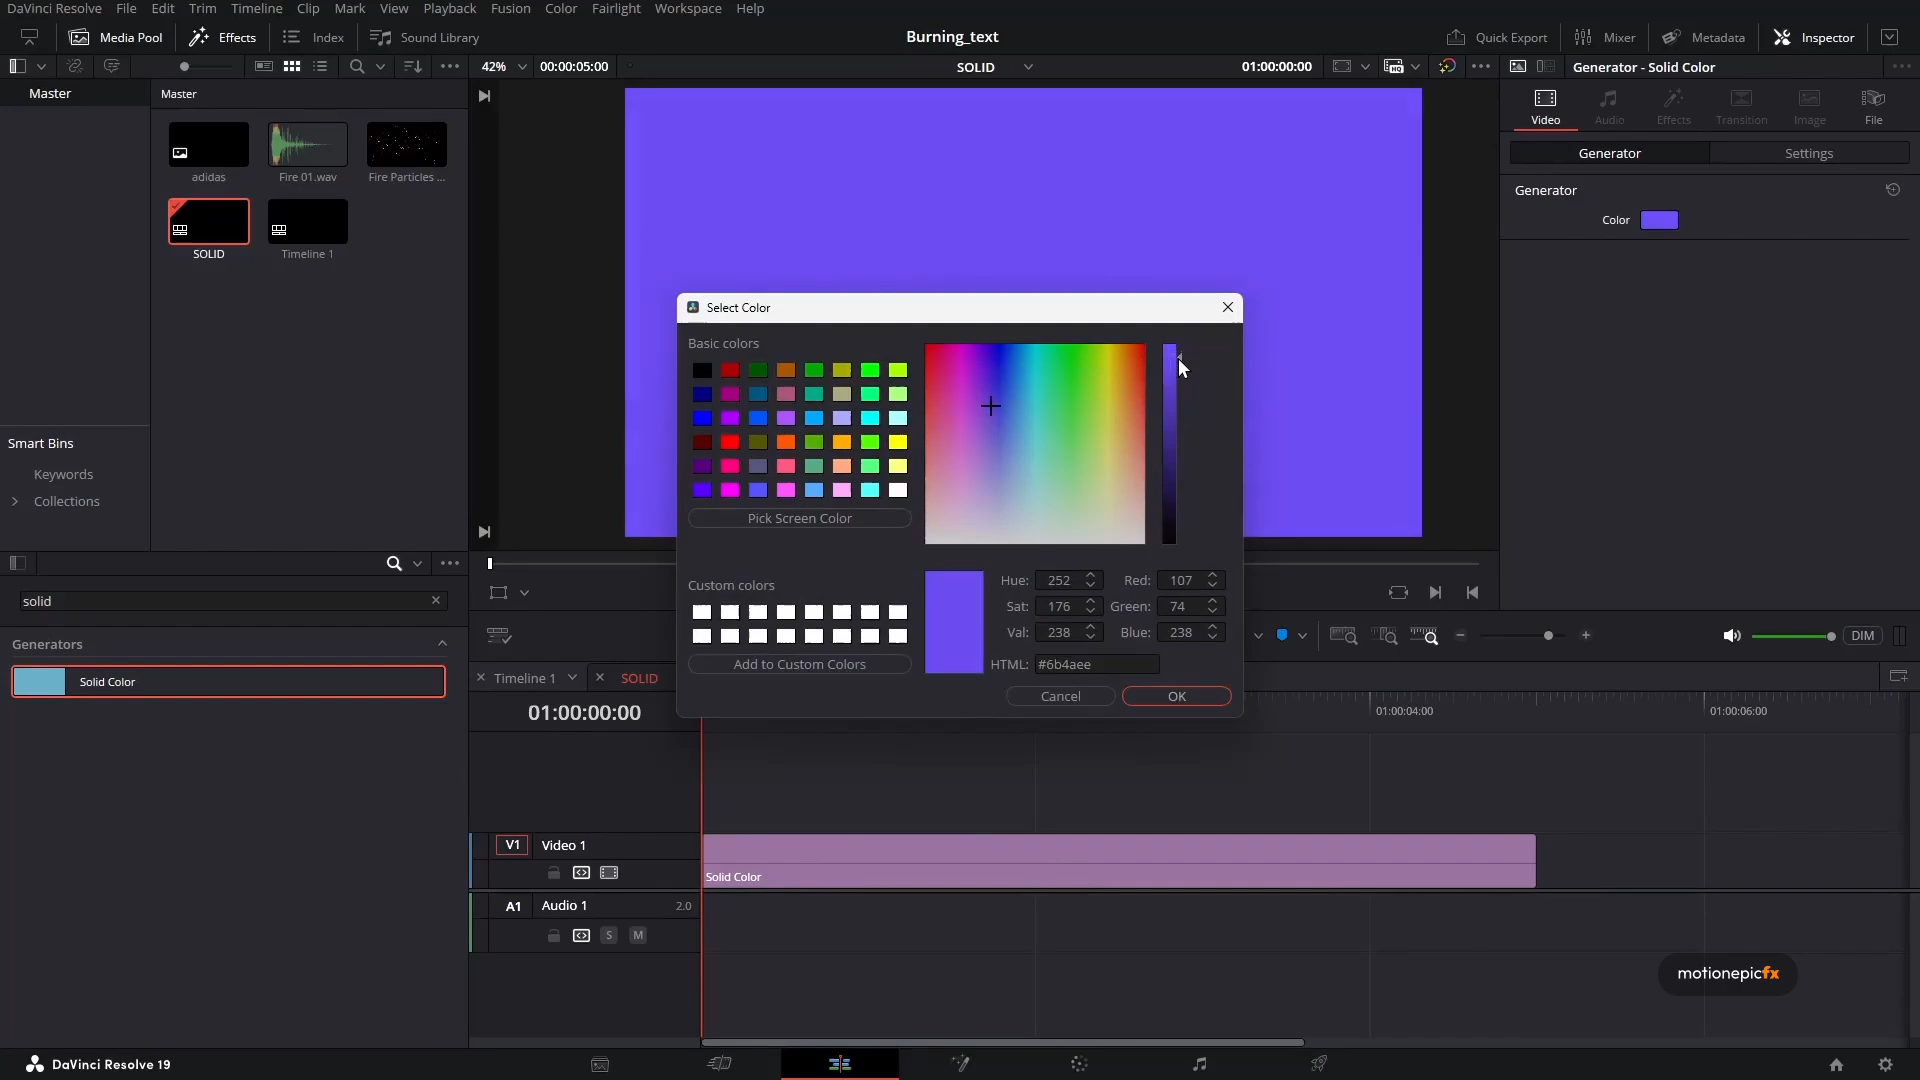 DaVinci Resolve File Edit Trim Timeline Clip Mark View Playback Fusion Color Fairlight Workspace Help
Media Pool Effects Index Sound Library Burning_text Quick Export Mixer Metadata Inspector
42% 00:00:05:00 SOLID 01:00:00:00 Generator - Solid Color
Master Master
Video Audio Effects Transition Image File
Generator Settings
adidas Fire 01.wav Fire Particles ...
Generator
Color
SOLID Timeline 1
Select Color
Basic colors
Pick Screen Color
Smart Bins
Keywords
Collections
Custom colors
Hue: 252 Red: 107
Sat: 176 Green: 74
Val: 238 Blue: 238
HTML: #6b4aee
Add to Custom Colors
Cancel OK
solid
Generators
Solid Color
DIM
Timeline 1 SOLID
01:00:00:00 01:00:04:00 01:00:06:00
V1 Video 1
Solid Color
A1 Audio 1 2.0
S M
motionepicfx
DaVinci Resolve 19